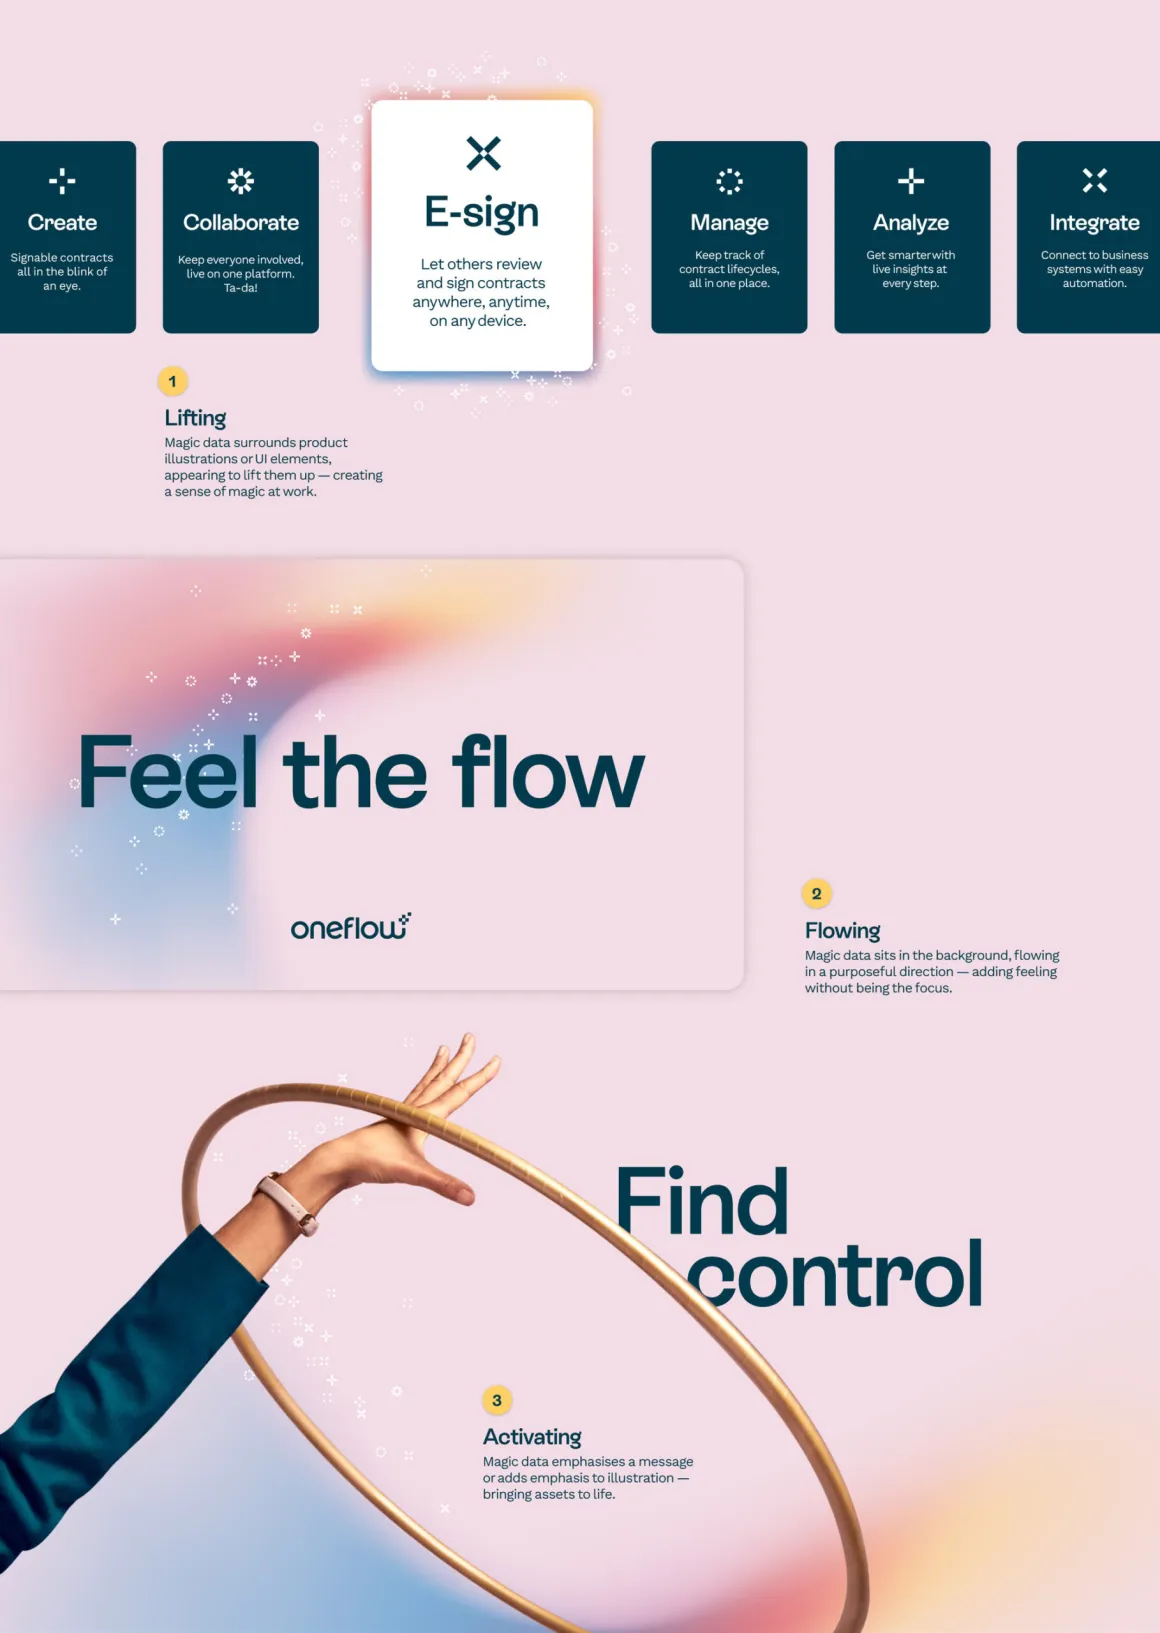 Create
Signable contracts
all in the blink of
an eye.
Collaborate
Keep everyone involved,
live on one platform.
Ta-da!
E-sign
Let others review
and sign contracts
anywhere, anytime,
on any device.
Manage
Keep track of
contract lifecycles,
all in one place.
Analyze
Get smarter with
live insights at
every step.
Integrate
Connect to business
systems with easy
automation.
1
Lifting
Magic data surrounds product
illustrations or UI elements,
appearing to lift them up — creating
a sense of magic at work.
Feel the flow
oneflow
2
Flowing
Magic data sits in the background, flowing
in a purposeful direction — adding feeling
without being the focus.
Find
control
3
Activating
Magic data emphasises a message
or adds emphasis to illustration —
bringing assets to life.